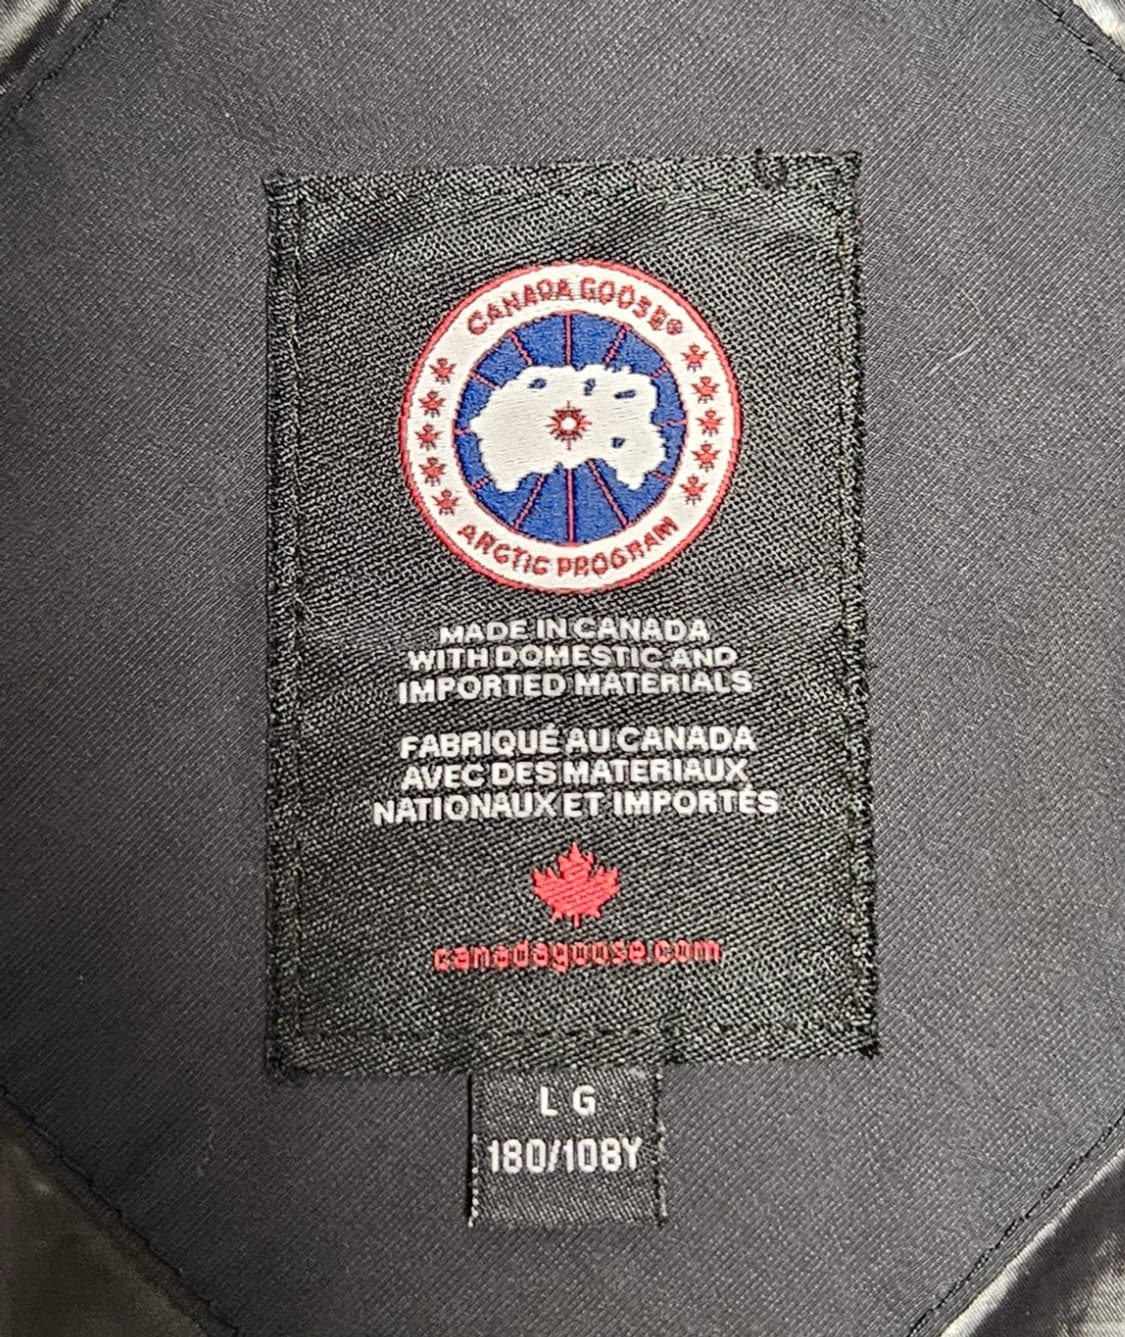 CANADA GOOSE®
ARCTIC PROGRAM
MADE IN CANADA
WITH DOMESTIC AND
IMPORTED MATERIALS
FABRIQUÉ AU CANADA
AVEC DES MATERIAUX
NATIONAUX ET IMPORTÉS
canadagoose.com
LG
180/108Y